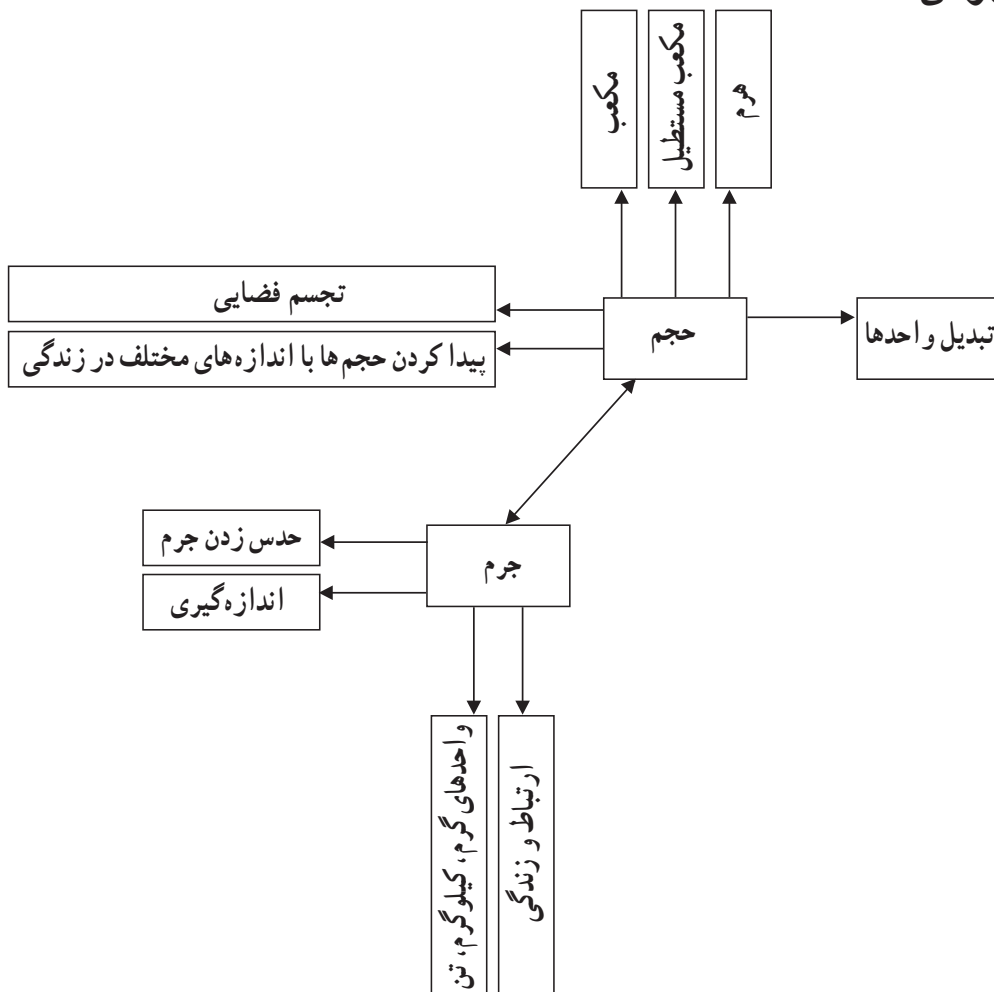 مکعب
مکعب مستطیل
هرم
تجسم فضایی
پیدا کردن حجم‌ها با اندازه‌های مختلف در زندگی
حجم
تبدیل واحدها
حدس زدن جرم
اندازه‌گیری
جرم
واحدهای گرم، کیلوگرم، تن
ارتباط و زندگی